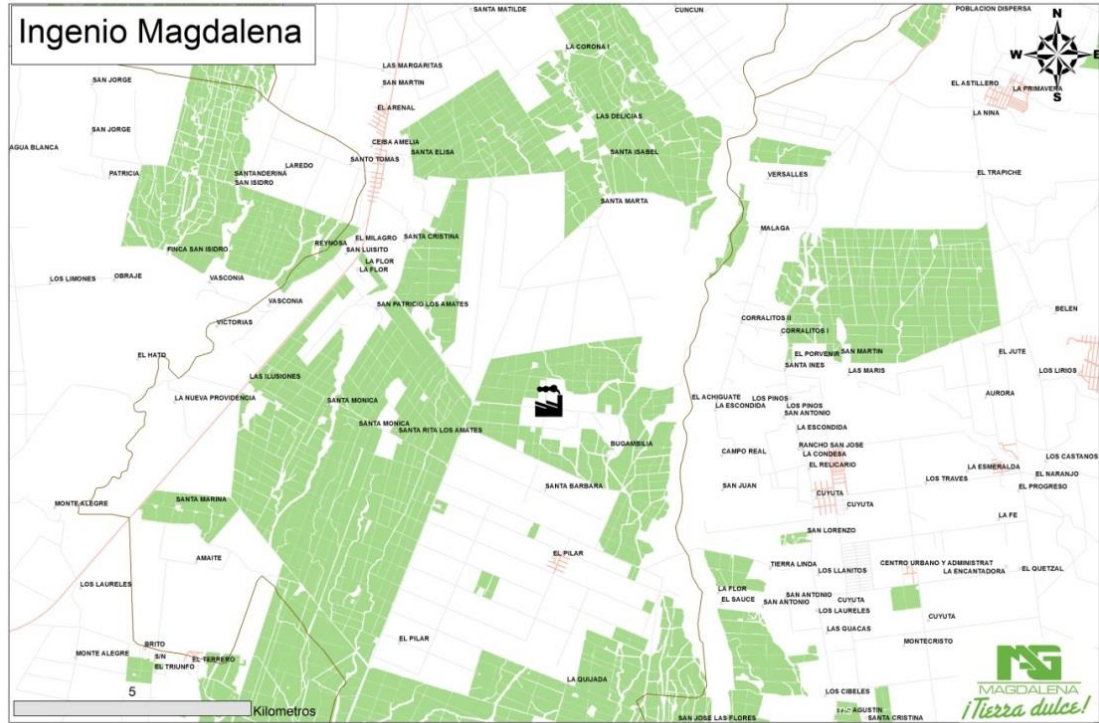 Ingenio Magdalena
SANTA MATILDE
CUNCUN
POBLACION DISPERSA
N
W
E
S
LA CORONA I
LAS MARGARITAS
SAN JORGE
SAN MARTIN
EL ASTILLERO
LA PRIMAVERA
EL ARENAL
LA NINA
LAS DELICIAS
SAN JORGE
CEIBA AMELIA
AGUA BLANCA
SANTA ELISA
SANTA ISABEL
SANTO TOMAS
LAREDO
PATRICIA
SANTANDERINA
VERSALLES
EL TRAPICHE
SAN ISIDRO
SANTA MARTA
MALAGA
EL MILAGRO
SANTA CRISTINA
REYNOSA
FINCA SAN ISIDRO
SAN LUISITO
LA FLOR
LA FLOR
LOS LIMONES
OBRAJE
VASCONIA
VASCONIA
SAN PATRICIO LOS AMATES
BELEN
VICTORIAS
CORRALITOS II
CORRALITOS I
EL HATO
EL PORVENIR
SAN MARTIN
EL JUTE
SANTA INES
LAS MARIS
LOS LIRIOS
LAS ILUSIONES
AURORA
LA NUEVA PROVIDENCIA
SANTA MONICA
EL ACHIGUATE
LOS PINOS
LA ESCONDIDA
LOS PINOS
SAN ANTONIO
SANTA MONICA
SANTA RITA LOS AMATES
LA ESCONDIDA
BUGAMBILIA
RANCHO SAN JOSE
CAMPO REAL
LA CONDESA
LOS CASTANOS
EL RELICARIO
LA ESMERALDA
EL NARANJO
LOS TRAVES
SANTA BARBARA
SAN JUAN
EL PROGRESO
CUYUTA
SANTA MARINA
MONTE ALEGRE
CUYUTA
LA FE
SAN LORENZO
EL PILAR
AMAITE
TIERRA LINDA
CENTRO URBANO Y ADMINISTRAT
LOS LLANITOS
LA ENCANTADORA
EL QUETZAL
LOS LAURELES
LA FLOR
SAN ANTONIO
EL SAUCE
SAN ANTONIO
CUYUTA
LOS LAURELES
CUYUTA
LAS GUACAS
EL PILAR
MONTECRISTO
BRITO
MONTE ALEGRE
S/N
EL TERRERO
EL TRIUNFO
LA QUIJADA
LOS CIBELES
AGUSTIN
SAN JOSE LAS FLORES
SANTA CRISTINA
5
Kilometros
MAG
MAGDALENA
¡Tierra dulce!